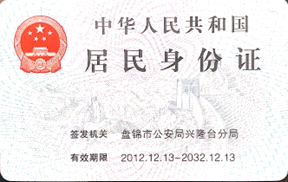 中华人民共和国
居民身份证
签发机关 盘锦市公安局兴隆台分局
有效期限 2012.12.13-2032.12.13